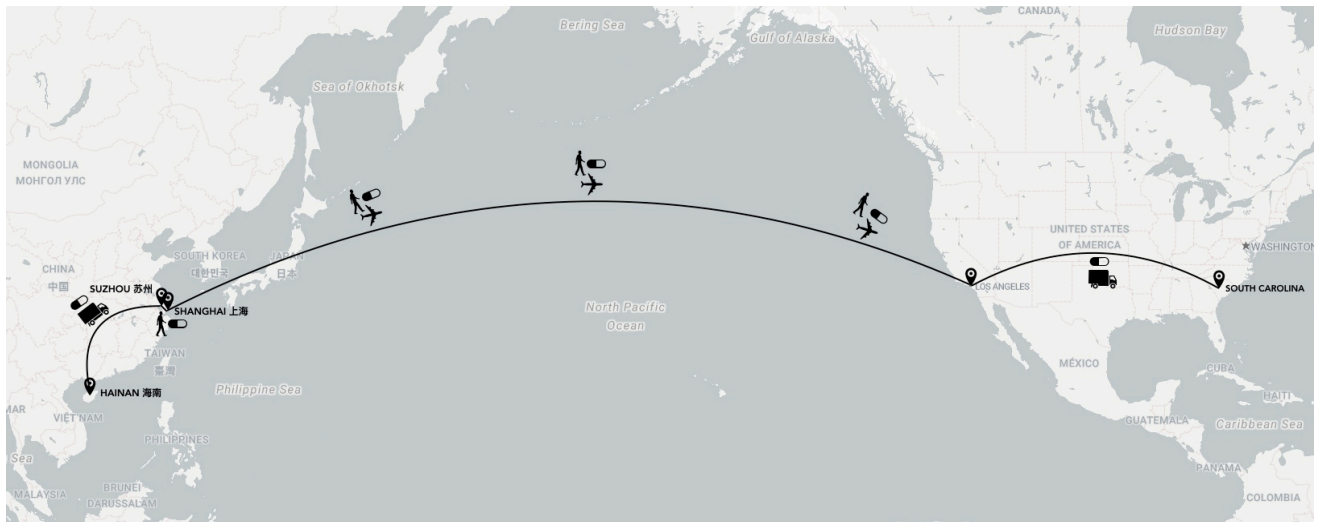 CANADA
Bering Sea
Gulf of Alaska
Hudson Bay
Sea of Okhotsk
MONGOLIA
МОНГОЛ УЛС
UNITED STATES
OF AMERICA
WASHINGTON
SOUTH KOREA
대한민국
JAPAN
日本
CHINA
中国
SUZHOU 苏州
SHANGHAI 上海
LOS ANGELES
SOUTH CAROLINA
North Pacific
Ocean
TAIWAN
臺灣
MÉXICO
CUBA
HAITI
HAINAN 海南
Philippine Sea
MAR
VIỆT NAM
GUATEMALA
Caribbean Sea
PHILIPPINES
Sea
PANAMA
MALAYSIA
BRUNEI
DARUSSALAM
COLOMBIA